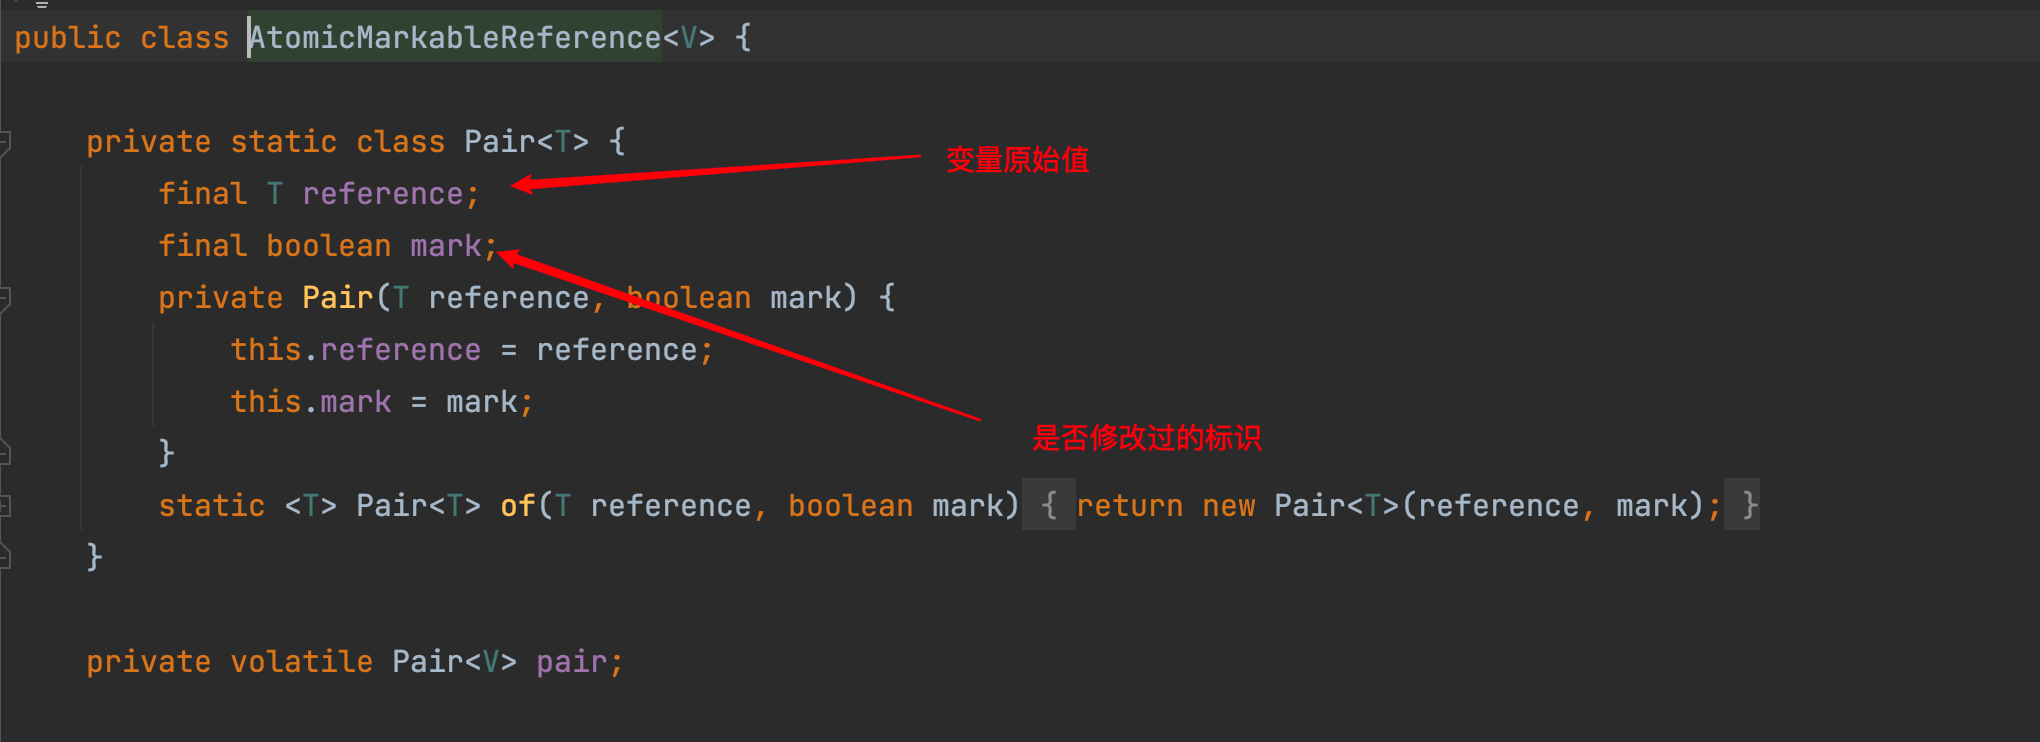 public class AtomicMarkableReference<V> {
private static class Pair<T> {
变量原始值
final T reference;
final boolean mark;
private Pair(T reference, boolean mark) {
this.reference = reference;
this.mark = mark;
是否修改过的标识
}
static <T> Pair<T> of(T reference, boolean mark) { return new Pair<T>(reference, mark); }
}
private volatile Pair<V> pair;